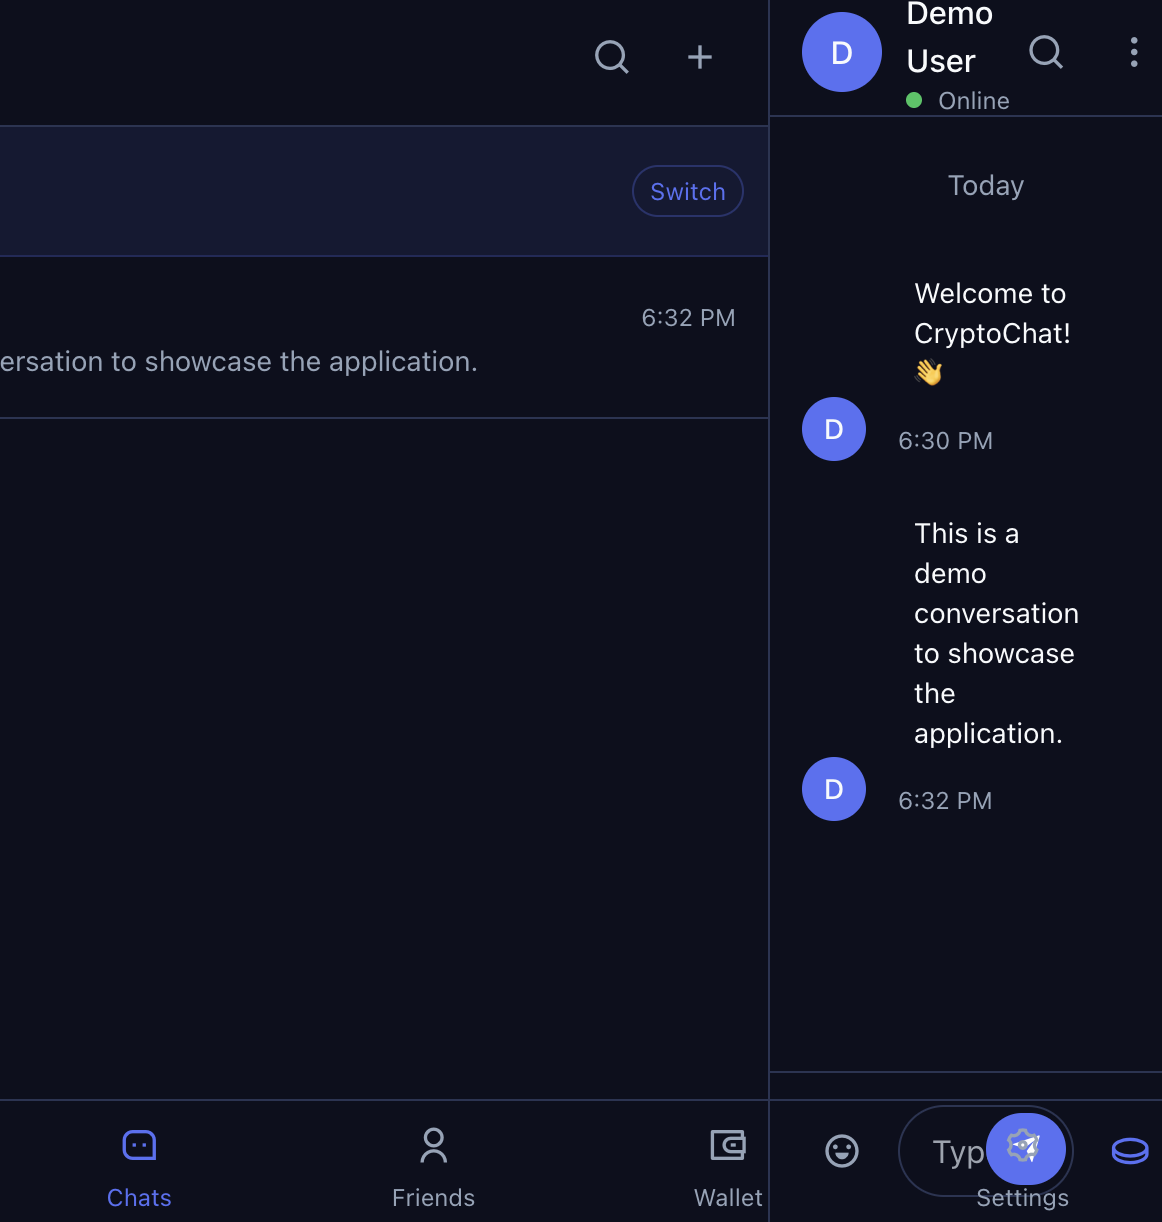 Switch
6:32 PM
ersation to showcase the application.
D
Demo
User
Online
Today
Welcome to
CryptoChat!
👋
D
6:30 PM
This is a
demo
conversation
to showcase
the
application.
D
6:32 PM
Typ
Chats
Friends
Wallet
Settings